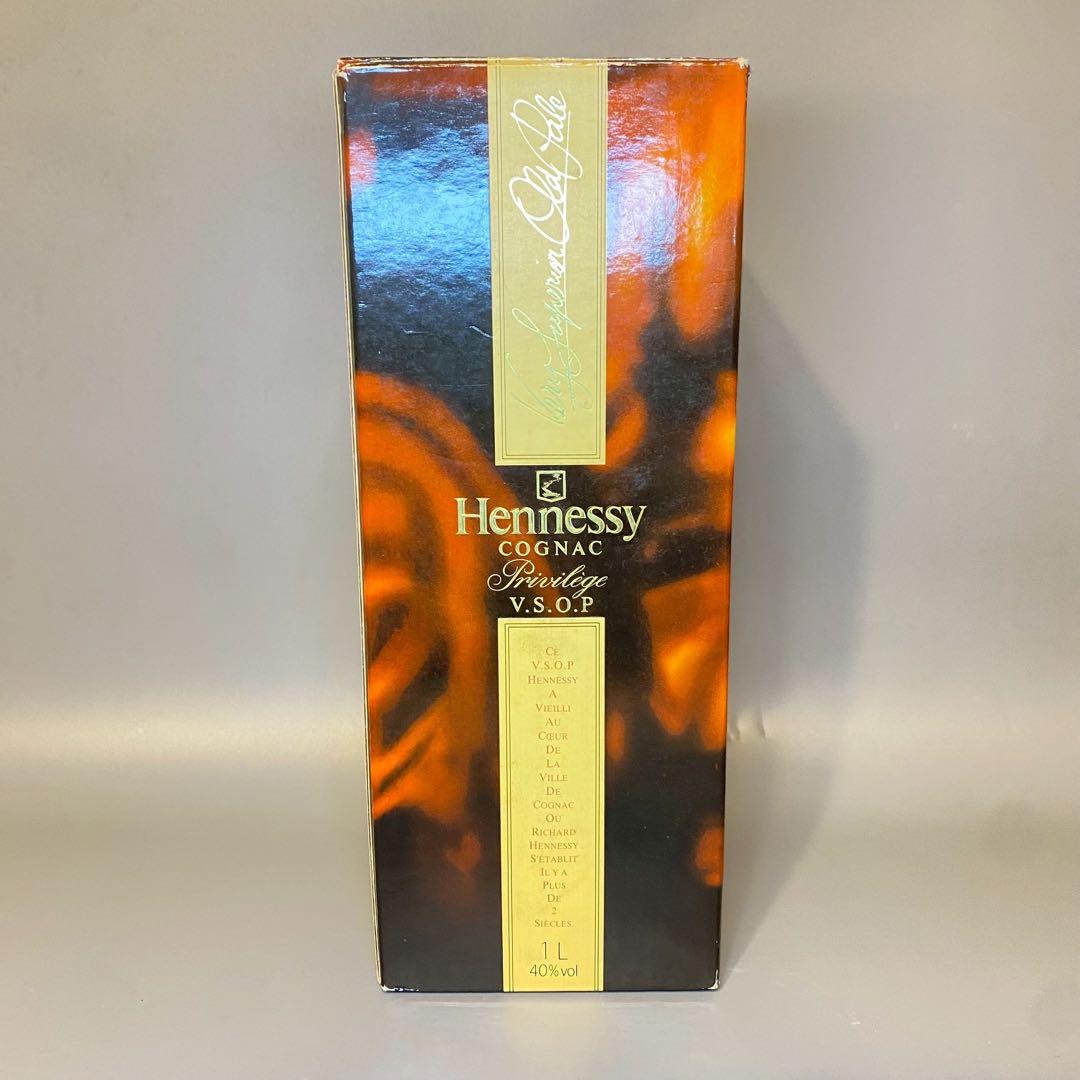 Very Superior Old Pale
Hennessy
COGNAC
Privilège
V.S.O.P
CE
V.S.O.P
HENNESSY
A
VIEILLI
AU
CŒUR
DE
LA
VILLE
DE
COGNAC
OÙ
RICHARD
HENNESSY
S'ÉTABLIT
IL Y A
PLUS
DE
2
SIÈCLES.
1 L
40%vol